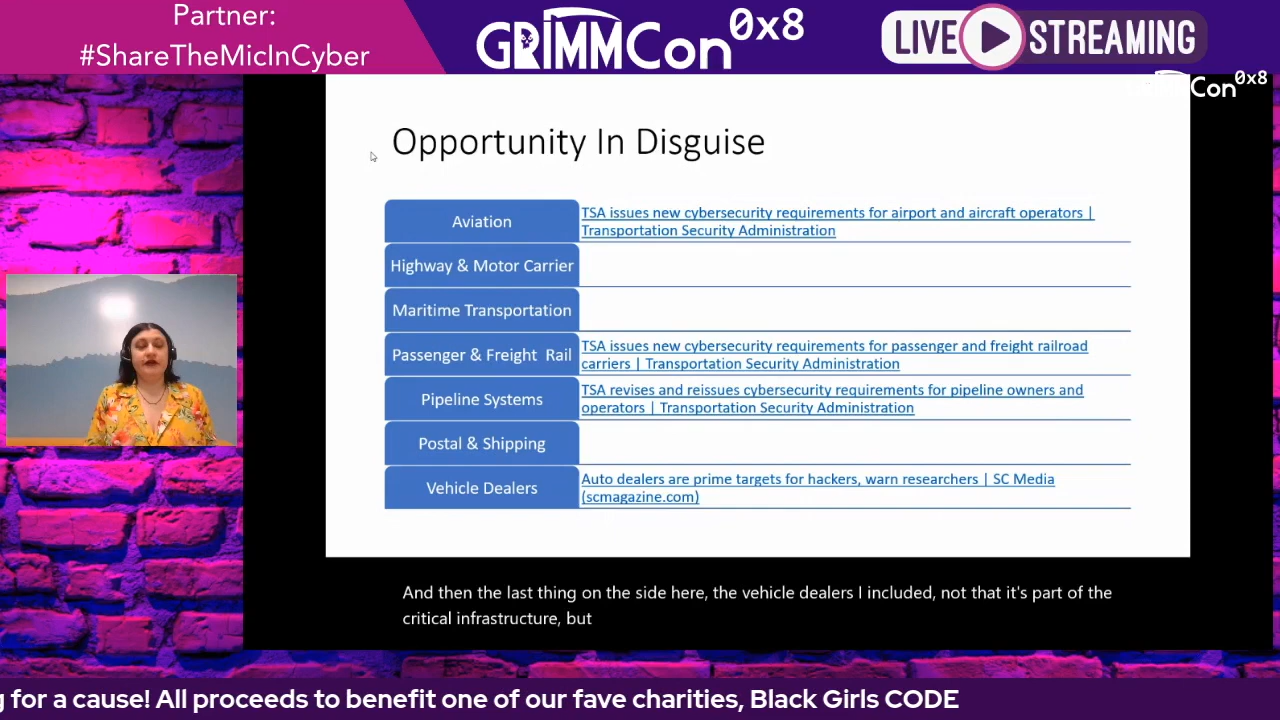 Partner:
#ShareTheMicInCyber
GRIMMCon 0x8
LIVE STREAMING
Con 0x8
Opportunity In Disguise
Aviation
TSA issues new cybersecurity requirements for airport and aircraft operators |
Transportation Security Administration
Highway & Motor Carrier
Maritime Transportation
Passenger & Freight Rail
TSA issues new cybersecurity requirements for passenger and freight railroad
carriers | Transportation Security Administration
Pipeline Systems
TSA revises and reissues cybersecurity requirements for pipeline owners and
operators | Transportation Security Administration
Postal & Shipping
Vehicle Dealers
Auto dealers are prime targets for hackers, warn researchers | SC Media
(scmagazine.com)
And then the last thing on the side here, the vehicle dealers I included, not that it's part of the
critical infrastructure, but
for a cause! All proceeds to benefit one of our fave charities, Black Girls CODE